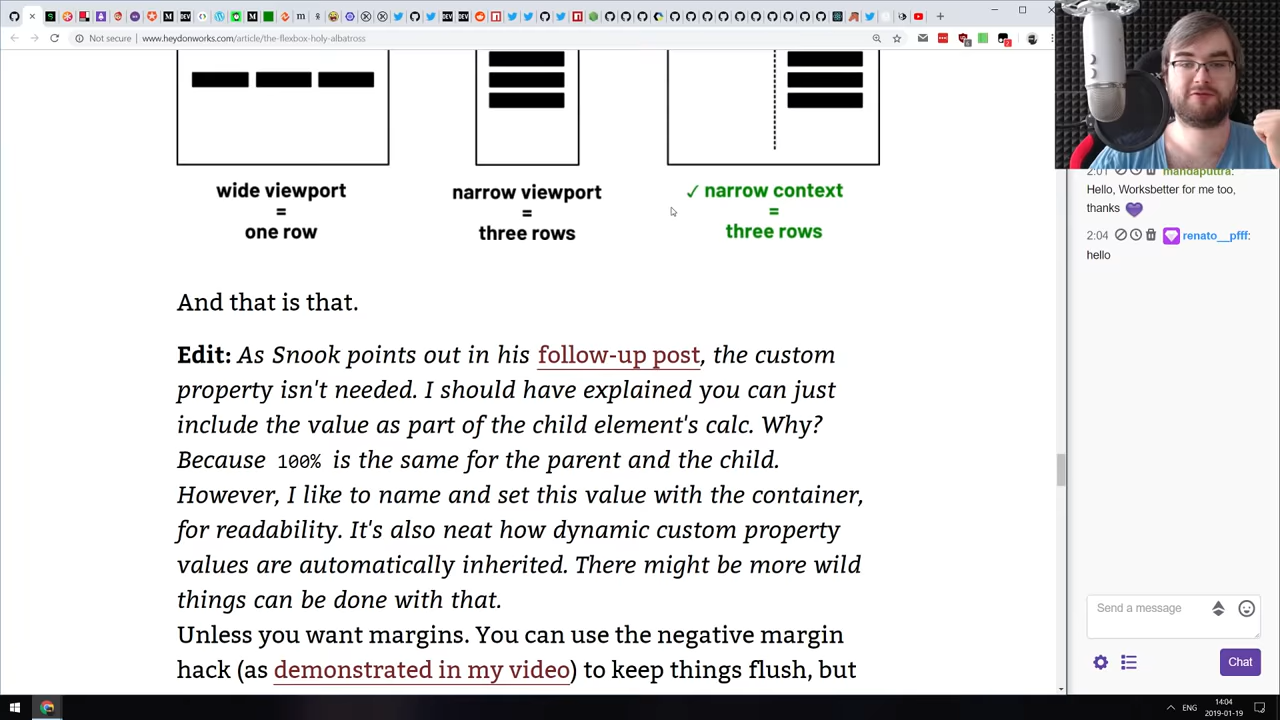 Not secure | www.heydonworks.com/article/the-flexbox-holy-albatross
wide viewport
=
one row
narrow viewport
=
three rows
✓ narrow context
=
three rows
And that is that.
Edit: As Snook points out in his follow-up post, the custom
property isn't needed. I should have explained you can just
include the value as part of the child element's calc. Why?
Because 100% is the same for the parent and the child.
However, I like to name and set this value with the container,
for readability. It's also neat how dynamic custom property
values are automatically inherited. There might be more wild
things can be done with that.
Unless you want margins. You can use the negative margin
hack (as demonstrated in my video) to keep things flush, but
2:01 mandaputtra:
Hello, Worksbetter for me too,
thanks
2:04 renato__pfff:
hello
Send a message
Chat
ENG
14:04
2019-01-19